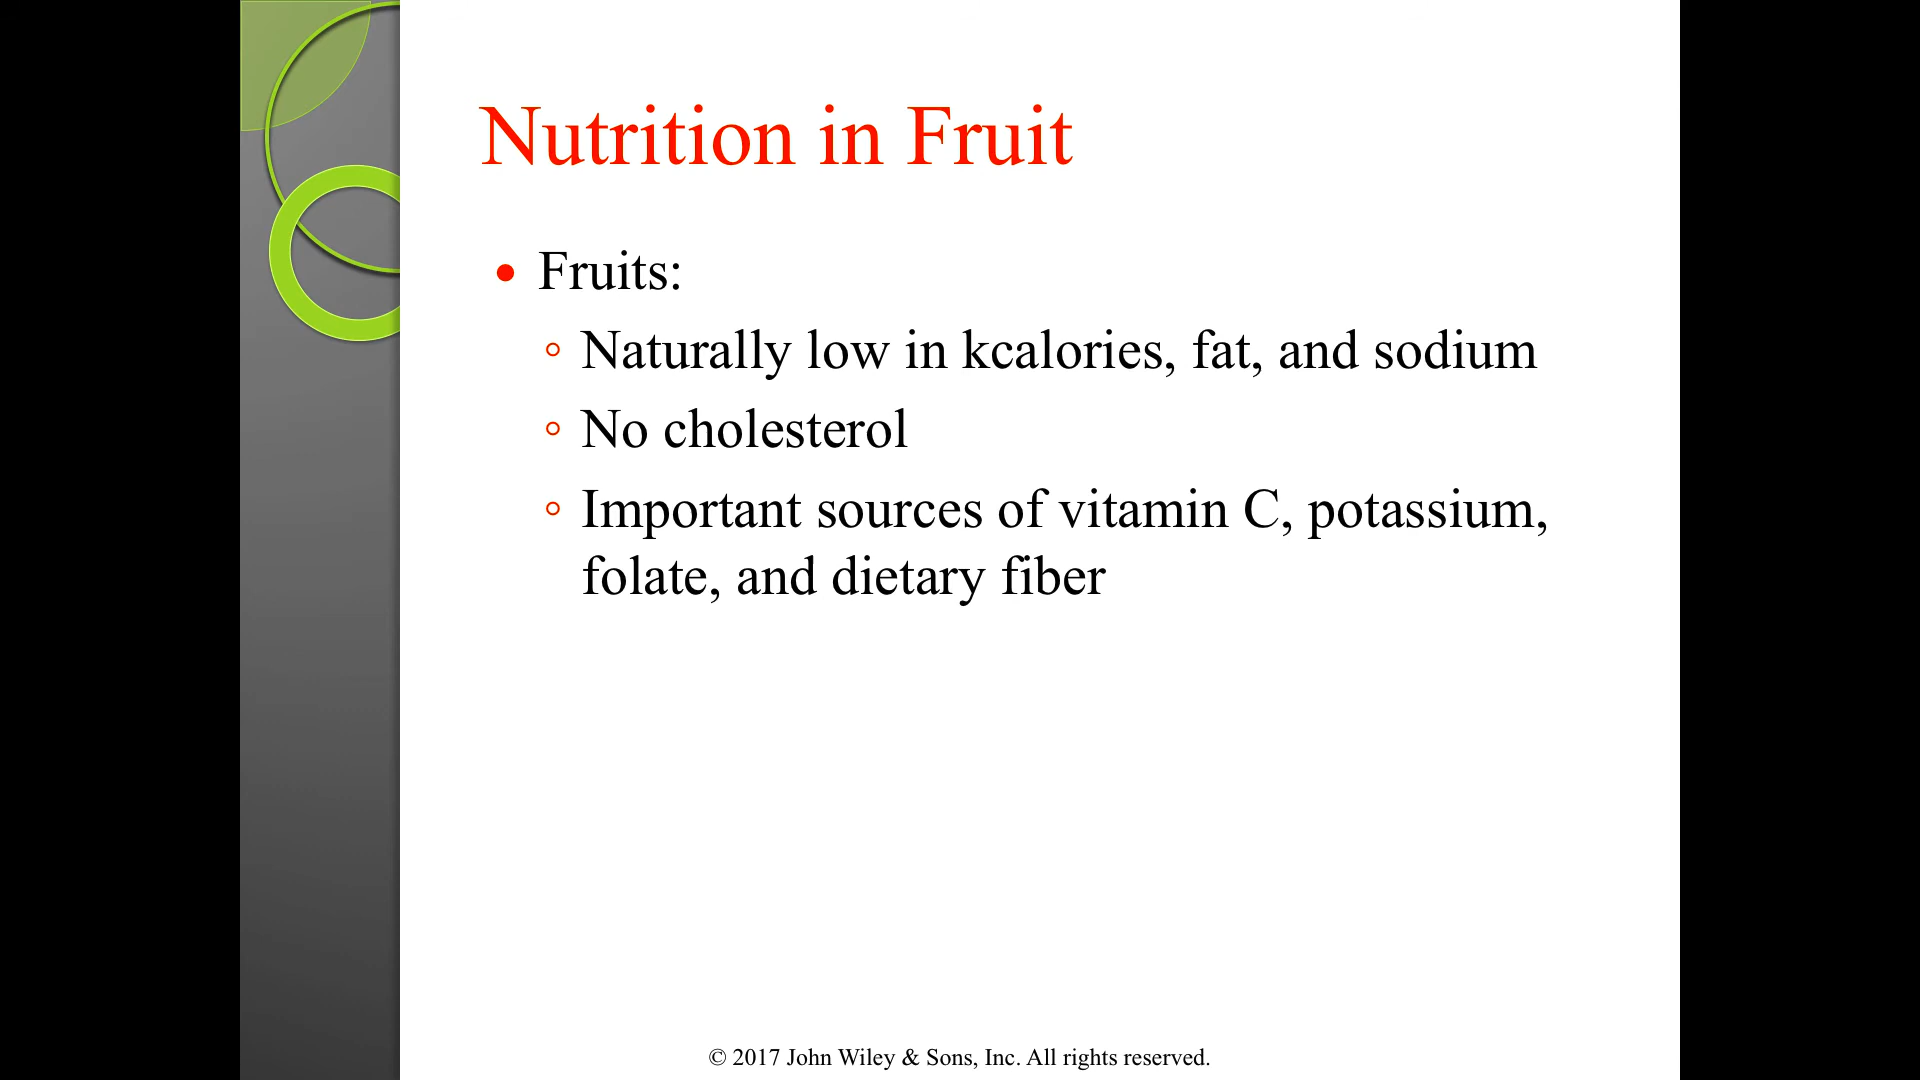 Nutrition in Fruit
• Fruits:
◦ Naturally low in kcalories, fat, and sodium
◦ No cholesterol
◦ Important sources of vitamin C, potassium,
folate, and dietary fiber
© 2017 John Wiley & Sons, Inc. All rights reserved.